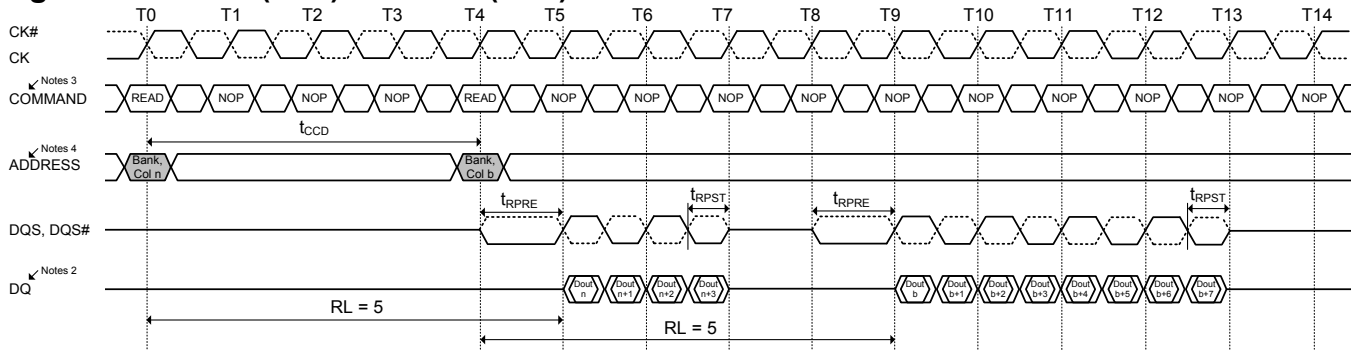 T0 T1 T2 T3 T4 T5 T6 T7 T8 T9 T10 T11 T12 T13 T14
CK#
CK
Notes 3
COMMAND READ NOP NOP NOP READ NOP NOP NOP NOP NOP NOP NOP NOP NOP NOP
tCCD
Notes 4
ADDRESS
Bank, Col n
Bank, Col b
tRPRE tRPST tRPRE tRPST
DQS, DQS#
Notes 2
DQ
Dout n Dout n+1 Dout n+2 Dout n+3 Dout b Dout b+1 Dout b+2 Dout b+3 Dout b+4 Dout b+5 Dout b+6 Dout b+7
RL = 5
RL = 5